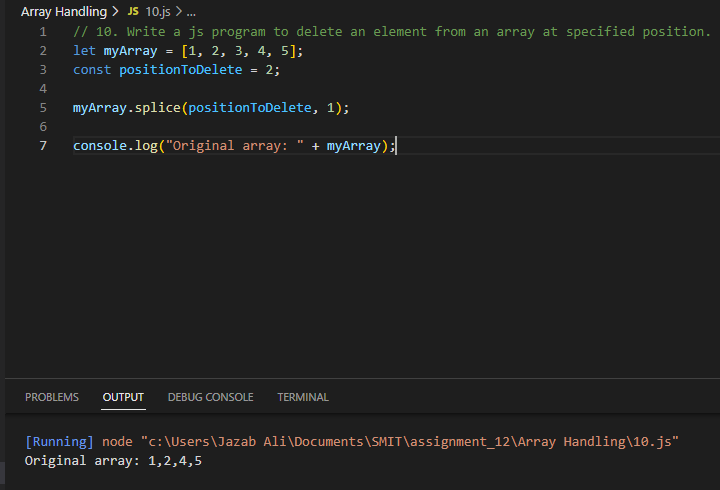 Array Handling > JS 10.js > ...
1 // 10. Write a js program to delete an element from an array at specified position.
2 let myArray = [1, 2, 3, 4, 5];
3 const positionToDelete = 2;
4
5 myArray.splice(positionToDelete, 1);
6
7 console.log("Original array: " + myArray);
PROBLEMS OUTPUT DEBUG CONSOLE TERMINAL
[Running] node "c:\Users\Jazab Ali\Documents\SMIT\assignment_12\Array Handling\10.js"
Original array: 1,2,4,5